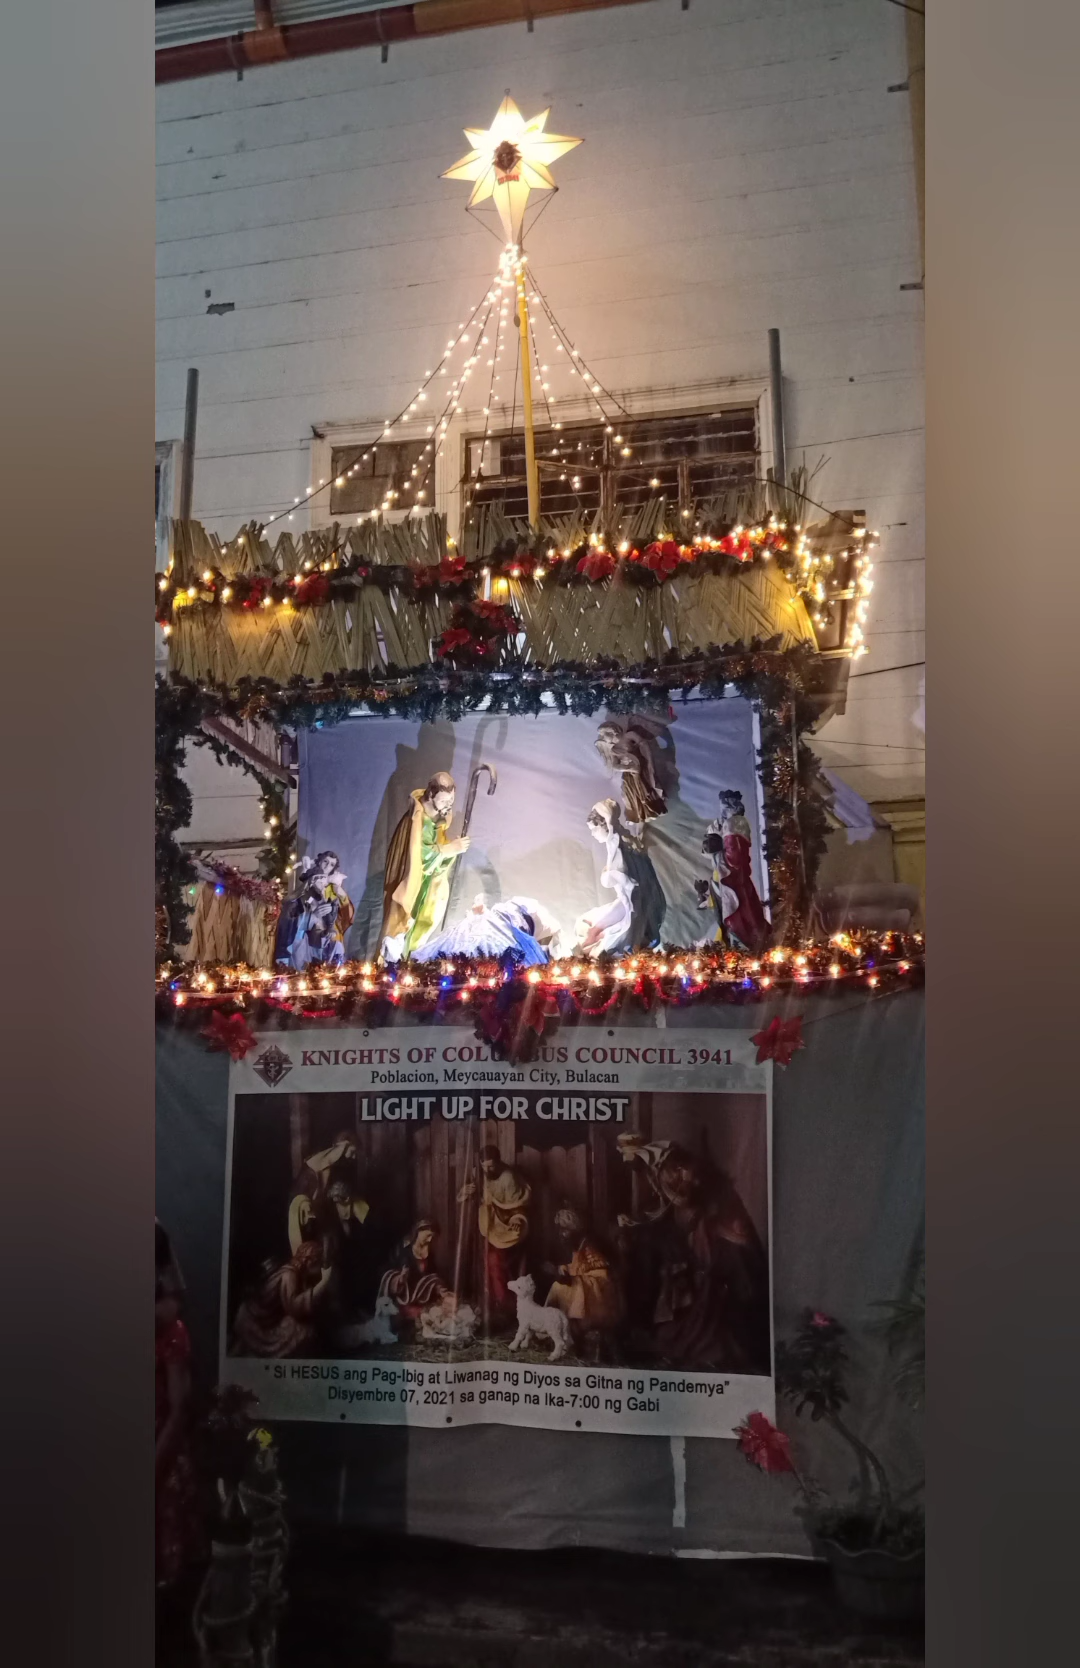 KNIGHTS OF COLUMBUS COUNCIL 3941
Poblacion, Meycauayan City, Bulacan
LIGHT UP FOR CHRIST
" SI HESUS ang Pag-Ibig at Liwanag ng Diyos sa Gitna ng Pandemya"
Disyembre 07, 2021 sa ganap na Ika-7:00 ng Gabi